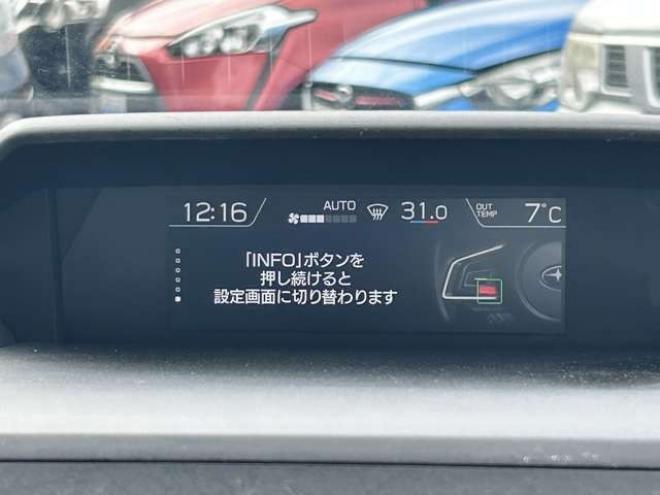 12:16
AUTO
31.0
OUT TEMP
7°C
「INFO」ボタンを
押し続けると
設定画面に切り替わります